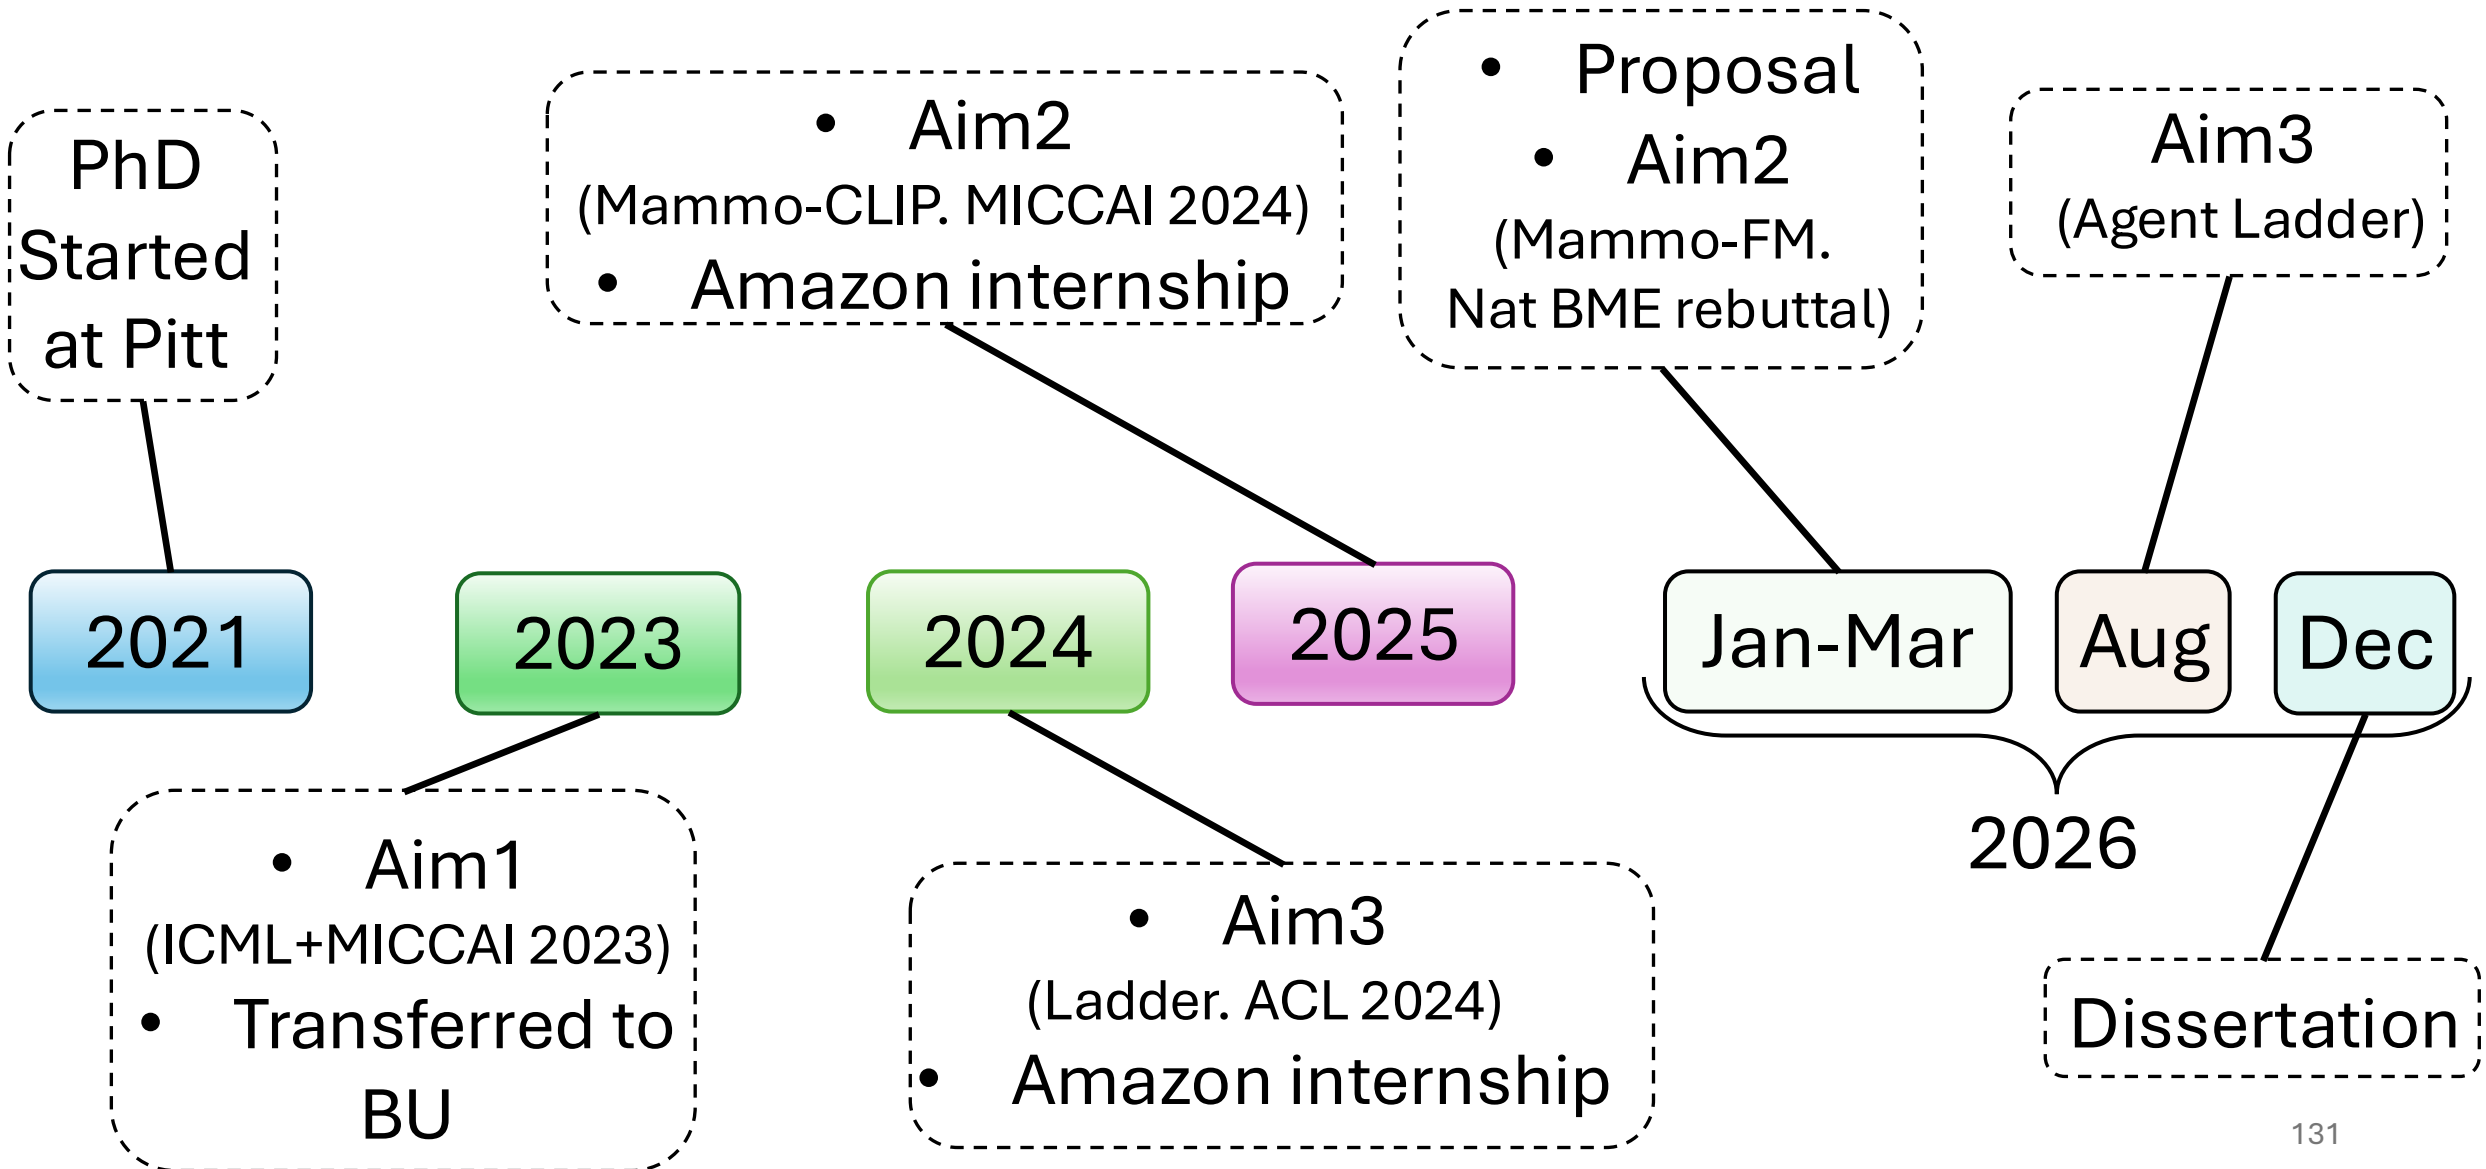 PhD
Started
at Pitt
• Aim2
(Mammo-CLIP. MICCAI 2024)
• Amazon internship
• Proposal
• Aim2
(Mammo-FM.
Nat BME rebuttal)
Aim3
(Agent Ladder)
2021
2023
2024
2025
Jan-Mar
Aug
Dec
2026
• Aim1
(ICML+MICCAI 2023)
• Transferred to
BU
• Aim3
(Ladder. ACL 2024)
• Amazon internship
Dissertation
131